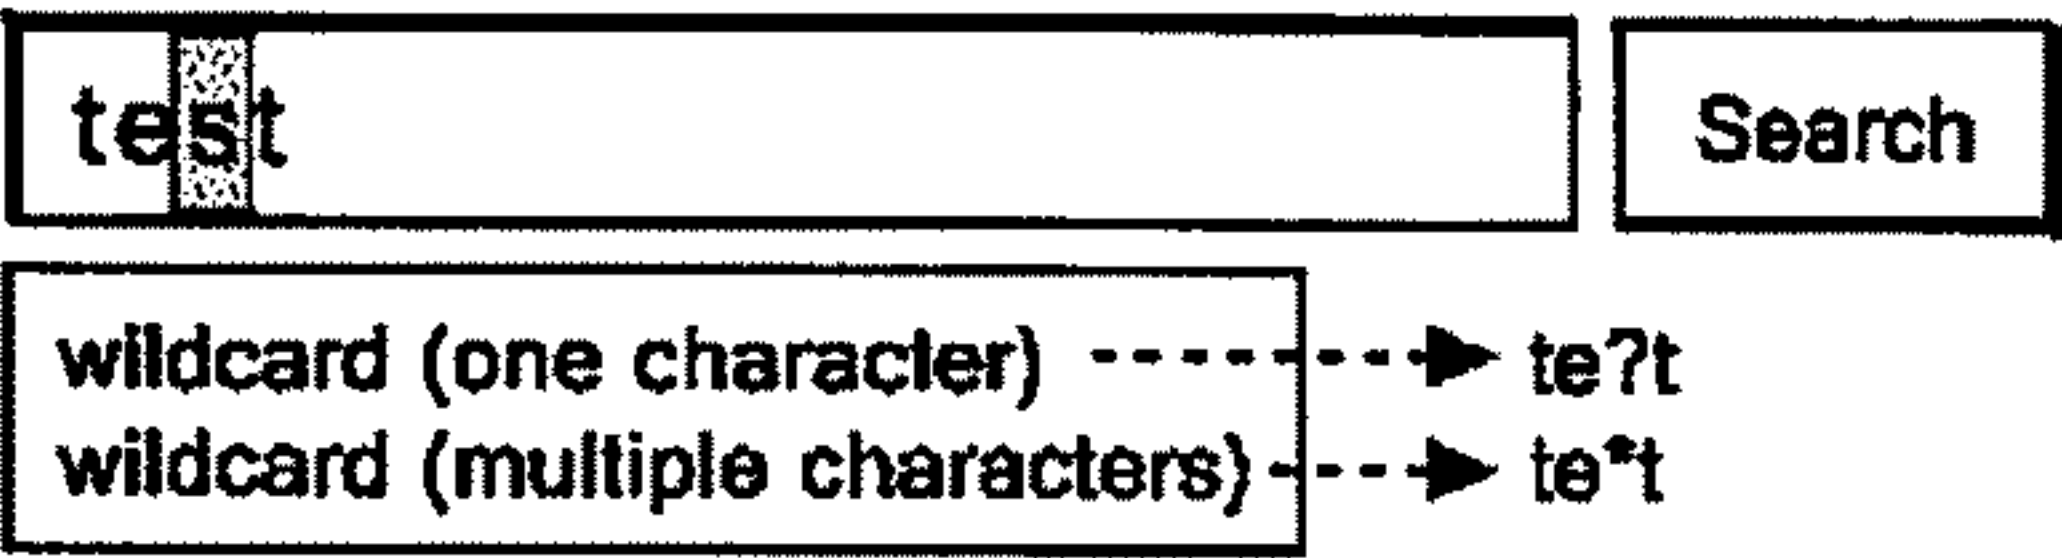 test
Search
wildcard (one character) te?t
wildcard (multiple characters) te*t